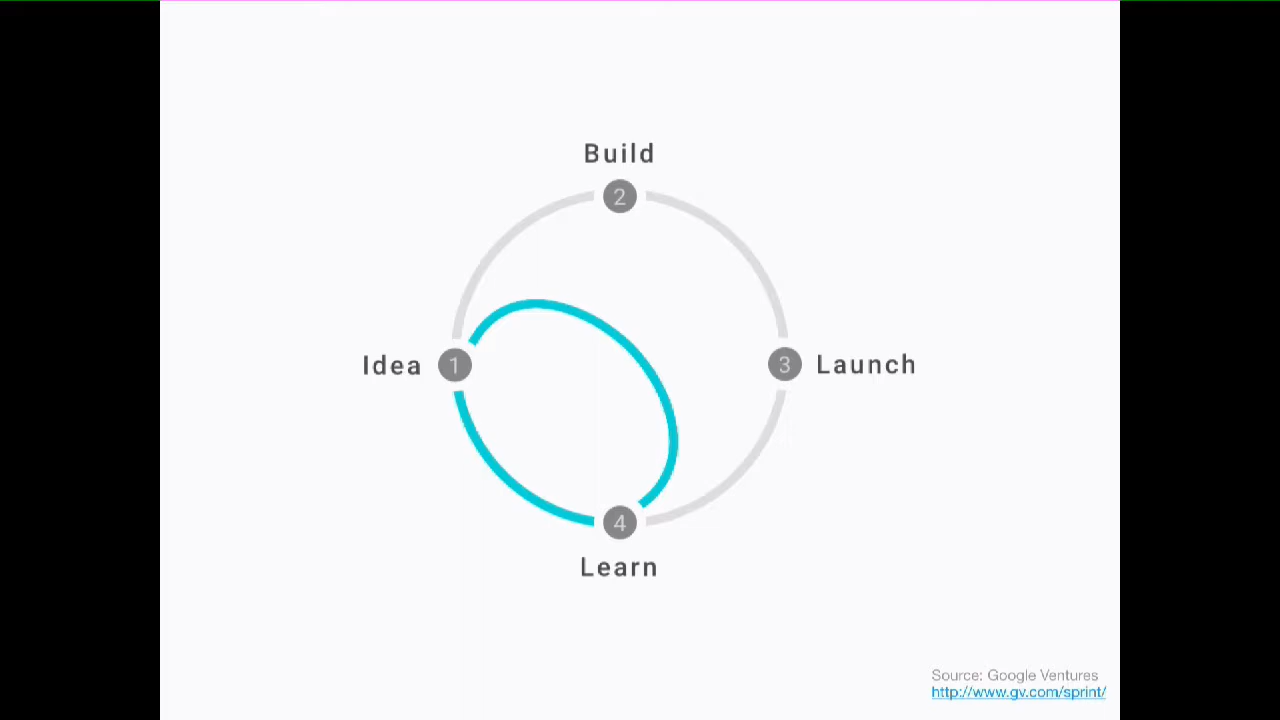 Build
2
Idea
1
3
Launch
4
Learn
Source: Google Ventures
http://www.gv.com/sprint/